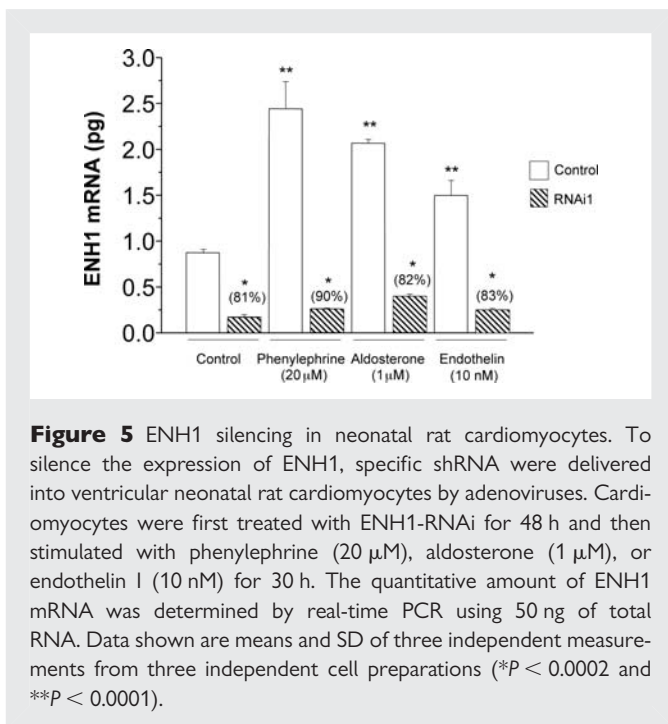 3.0
2.5
2.0
1.5
1.0
0.5
0.0
ENH1 mRNA (pg)
**
**
**
*
(81%)
*
(90%)
*
(82%)
*
(83%)
Control
RNAi1
Control
Phenylephrine
(20 μM)
Aldosterone
(1μM)
Endothelin
(10 nM)
Figure 5 ENH1 silencing in neonatal rat cardiomyocytes. To
silence the expression of ENH1, specific shRNA were delivered
into ventricular neonatal rat cardiomyocytes by adenoviruses. Cardi-
omyocytes were first treated with ENH1-RNAi for 48 h and then
stimulated with phenylephrine (20 μM), aldosterone (1 μM), or
endothelin I (10 nM) for 30 h. The quantitative amount of ENH1
mRNA was determined by real-time PCR using 50 ng of total
RNA. Data shown are means and SD of three independent measure-
ments from three independent cell preparations (*P < 0.0002 and
**P < 0.0001).